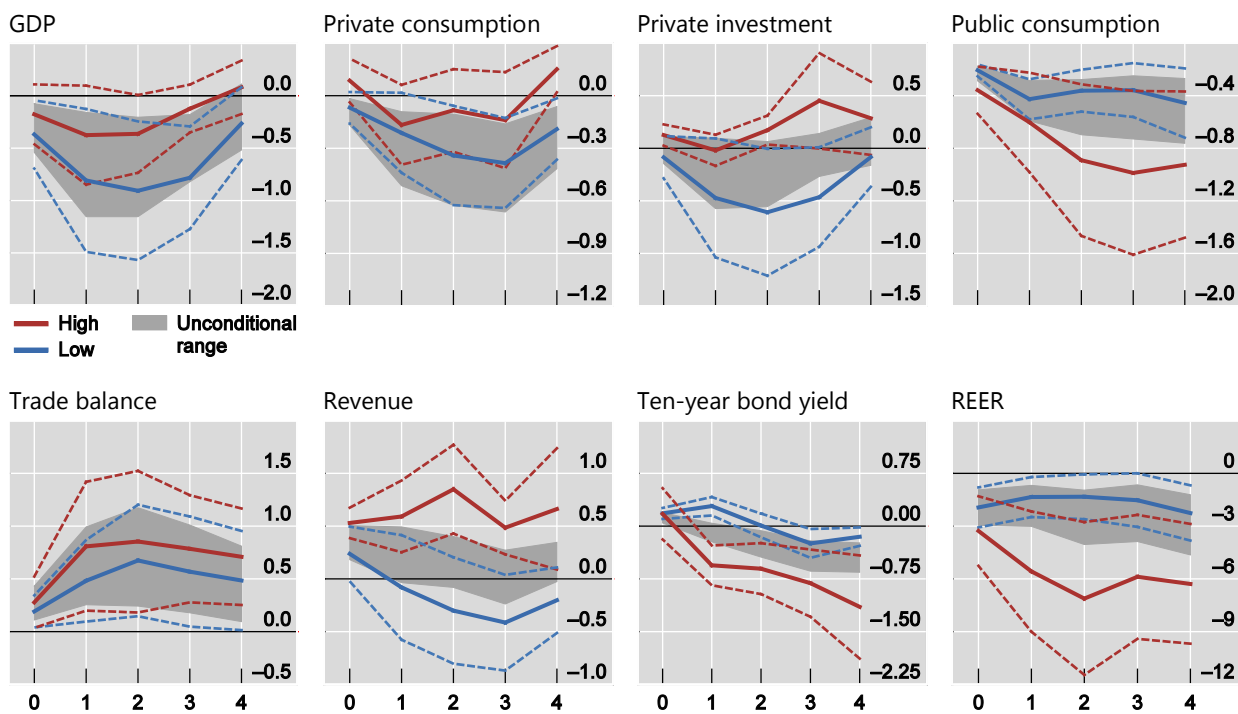 GDP
0.0
–0.5
–1.0
–1.5
–2.0
Private consumption
0.0
–0.3
–0.6
–0.9
–1.2
Private investment
0.5
0.0
–0.5
–1.0
–1.5
Public consumption
–0.4
–0.8
–1.2
–1.6
–2.0
High
Low
Unconditional
range
Trade balance
1.5
1.0
0.5
0.0
–0.5
0 1 2 3 4
Revenue
1.0
0.5
0.0
–0.5
–1.0
0 1 2 3 4
Ten-year bond yield
0.75
0.00
–0.75
–1.50
–2.25
0 1 2 3 4
REER
0
–3
–6
–9
–12
0 1 2 3 4